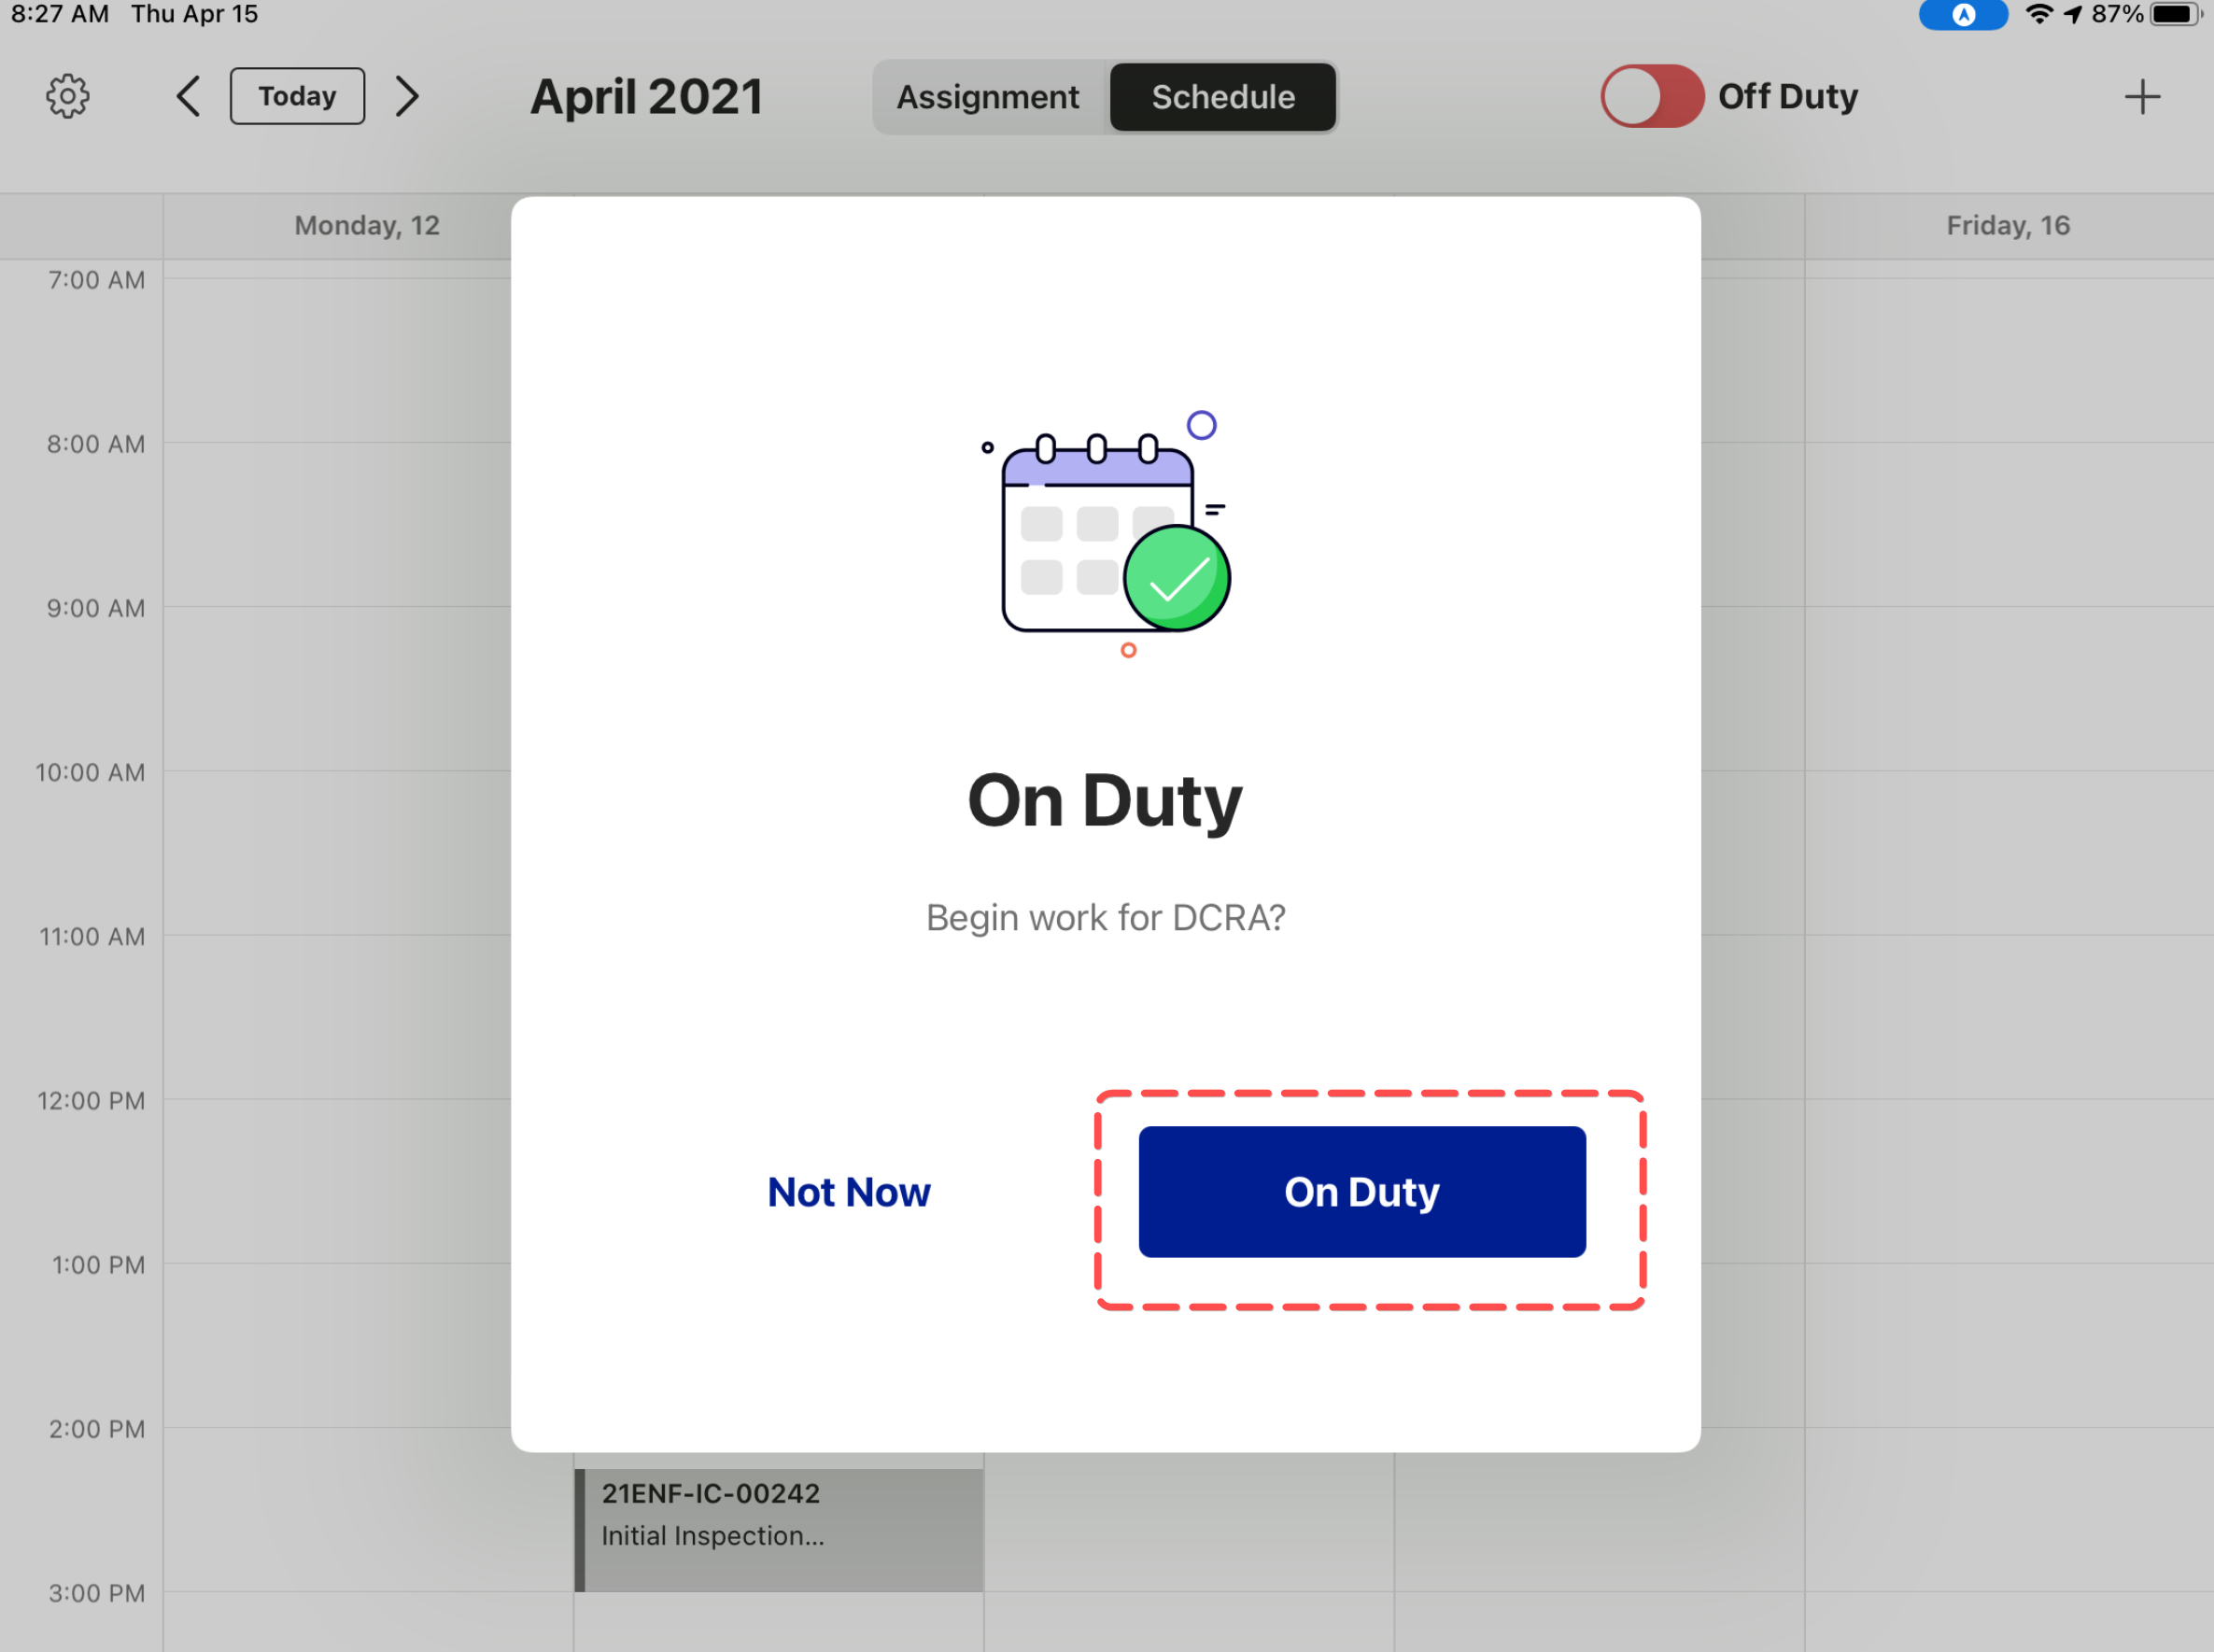 8:27 AM Thu Apr 15 87%
Today April 2021 Assignment Schedule Off Duty
Monday, 12 Friday, 16
7:00 AM
8:00 AM
9:00 AM
10:00 AM
11:00 AM
12:00 PM
1:00 PM
2:00 PM
3:00 PM
On Duty
Begin work for DCRA?
Not Now On Duty
21ENF-IC-00242
Initial Inspection...